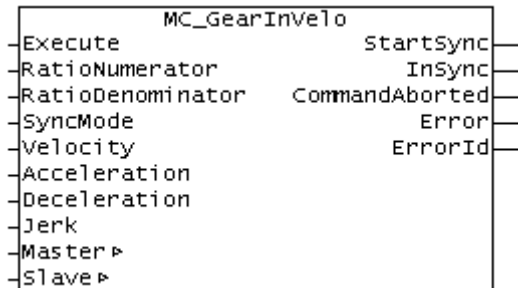 MC_GearInVelo
Execute StartSync
RatioNumerator InSync
RatioDenominator CommandAborted
SyncMode Error
Velocity ErrorId
Acceleration
Deceleration
Jerk
Master
Slave